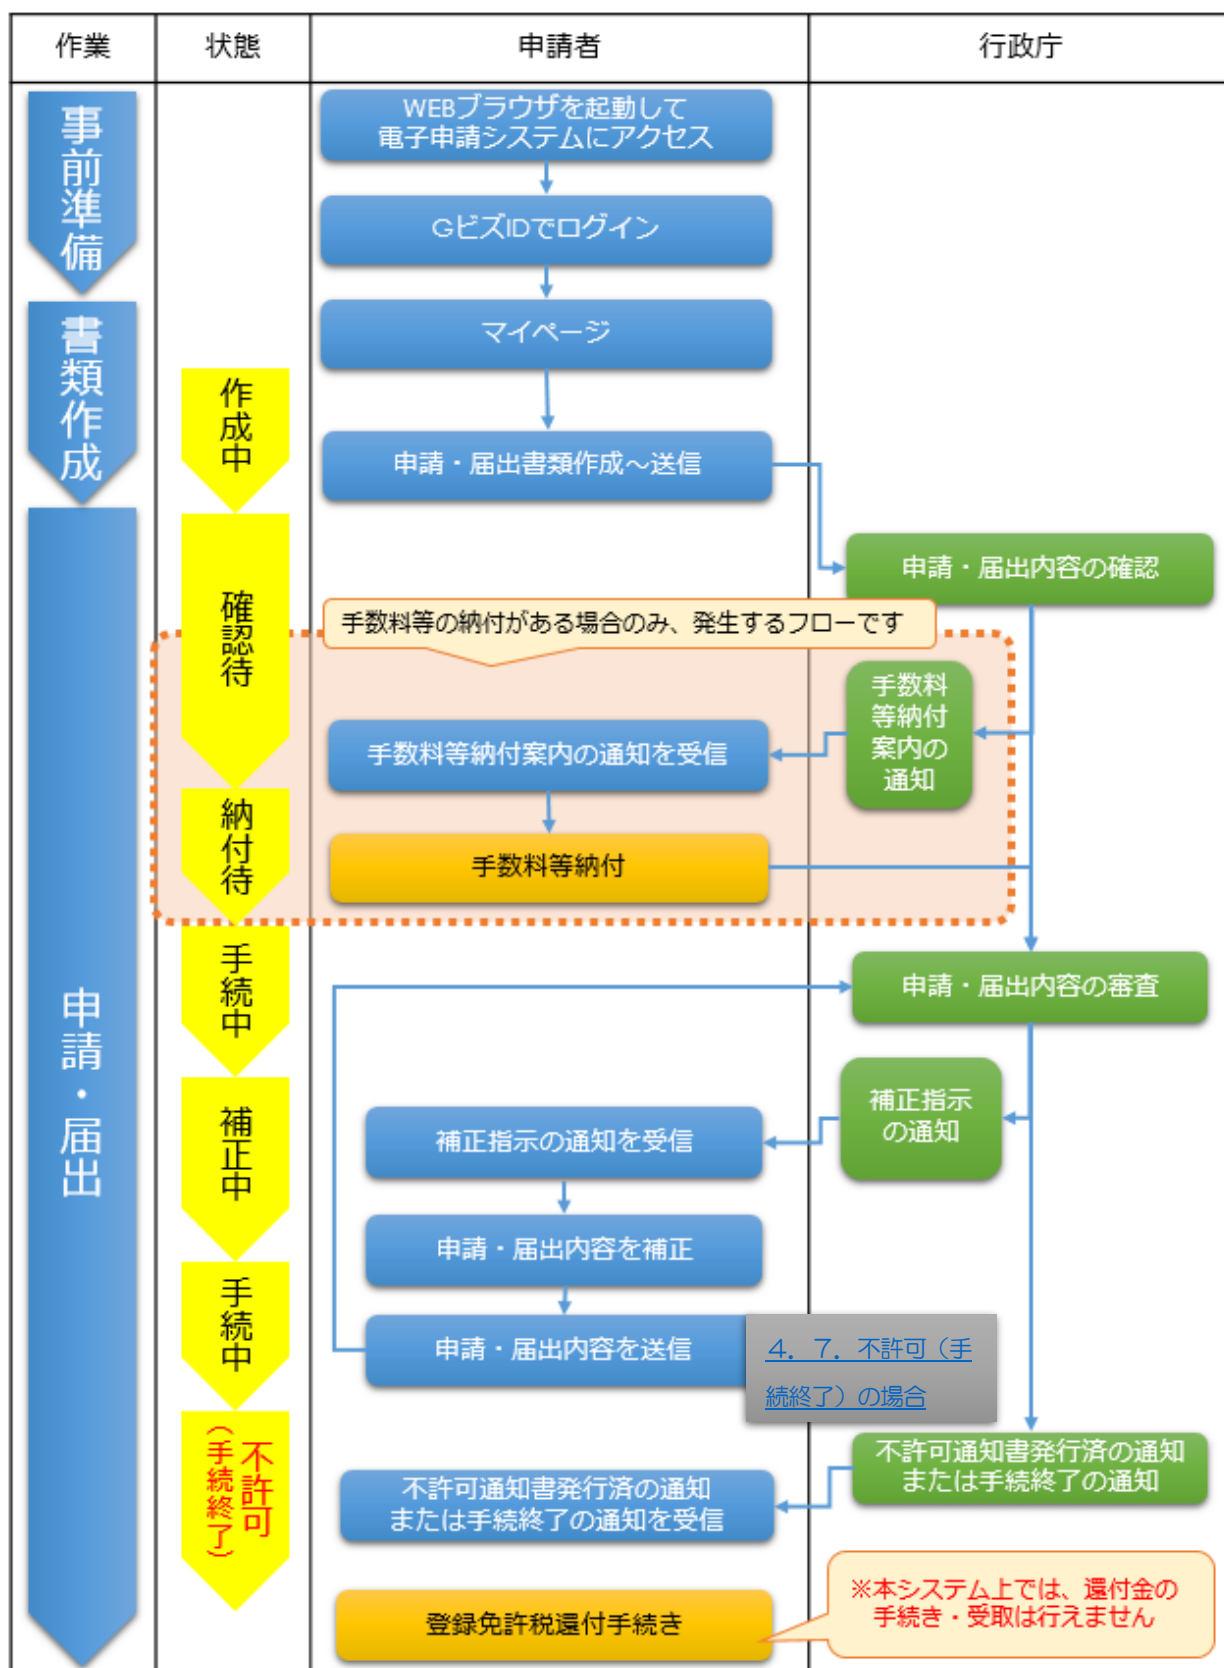 作業
状態
申請者
行政庁
事前準備
WEBブラウザを起動して
電子申請システムにアクセス
GビズIDでログイン
書類作成
マイページ
作成中
申請・届出書類作成～送信
申請・届出
確認待
申請・届出内容の確認
手数料等の納付がある場合のみ、発生するフローです
手数料
等納付
案内の
通知
手数料等納付案内の通知を受信
納付待
手数料等納付
手続中
申請・届出内容の審査
補正中
補正指示
の通知
補正指示の通知を受信
申請・届出内容を補正
手続中
申請・届出内容を送信
４．７．不許可（手
続終了）の場合
不許可
（手続終了）
不許可通知書発行済の通知
または手続終了の通知
不許可通知書発行済の通知
または手続終了の通知を受信
登録免許税還付手続き
※本システム上では、還付金の
手続き・受取は行えません